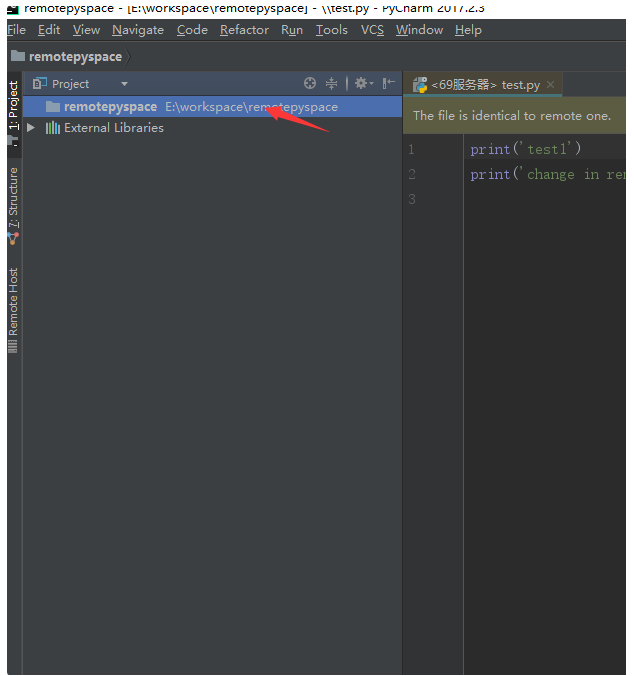 remotepyspace - [E:\workspace\remotepyspace] - \\test.py - PyCharm 2017.2.3
File Edit View Navigate Code Refactor Run Tools VCS Window Help
remotepyspace
1: Project
Project
<69服务器> test.py
remotepyspace E:\workspace\remotepyspace
The file is identical to remote one.
External Libraries
1 print('test1')
2 print('change in rem
3
7: Structure
Remote Host